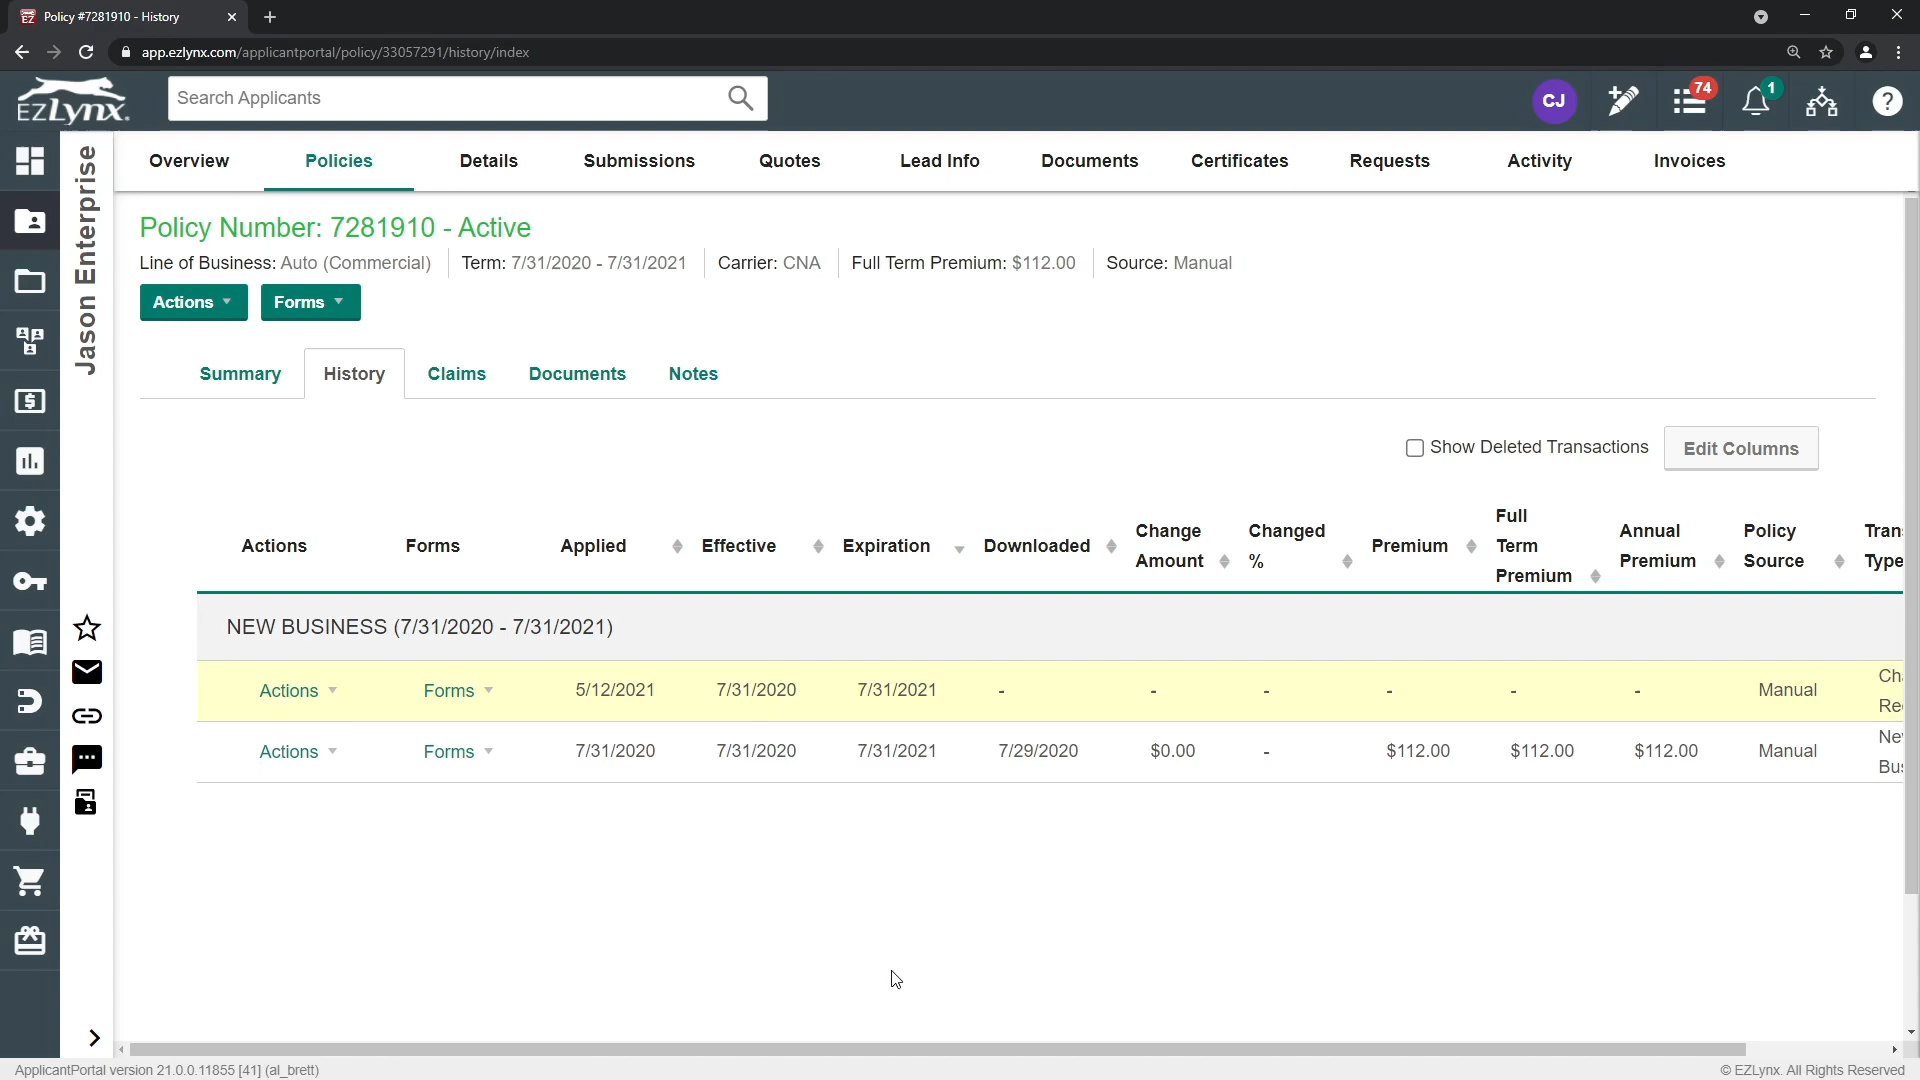 Policy #7281910 - History
app.ezlynx.com/applicantportal/policy/33057291/history/index
EZLynx.
Search Applicants
CJ
74
1
?
Jason Enterprise
Overview Policies Details Submissions Quotes Lead Info Documents Certificates Requests Activity Invoices
Policy Number: 7281910 - Active
Line of Business: Auto (Commercial) Term: 7/31/2020 - 7/31/2021 Carrier: CNA Full Term Premium: $112.00 Source: Manual
Actions Forms
Summary History Claims Documents Notes
Show Deleted Transactions Edit Columns
Actions Forms Applied Effective Expiration Downloaded Change Amount Changed % Premium Full Term Premium Annual Premium Policy Source Tran Type
NEW BUSINESS (7/31/2020 - 7/31/2021)
Actions Forms 5/12/2021 7/31/2020 7/31/2021 - - - - - - Manual Cha Re
Actions Forms 7/31/2020 7/31/2020 7/31/2021 7/29/2020 $0.00 - $112.00 $112.00 $112.00 Manual Ne Bu
ApplicantPortal version 21.0.0.11855 [41] (al_brett)
© EZLynx. All Rights Reserved